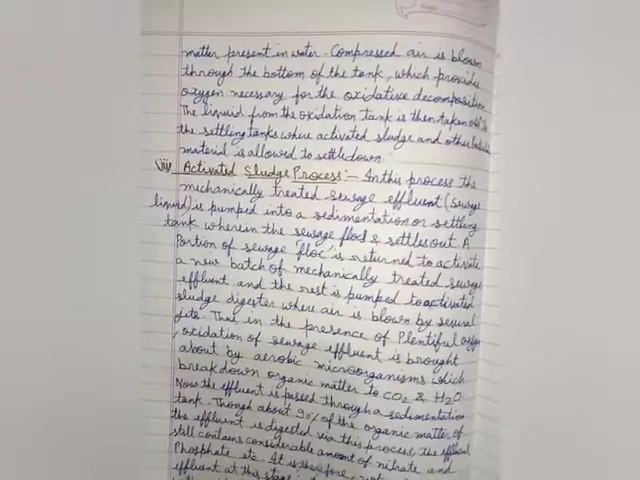 matter present in water. Compressed air is blown
through the bottom of the tank, which provides
oxygen necessary for the oxidative decomposition
The liquid from the oxidation tank is then taken
the settling tanks where activated sludge and other
material is allowed to settle down.
(iii) Activated Sludge Process:- In this process the
mechanically treated sewage effluent (sewage
liquid) is pumped into a sedimentation or settling
tank wherein the sewage flocs & settles out. A
Portion of sewage 'floc' is returned to activate
a new batch of mechanically treated sewage
effluent and the rest is pumped to activated
sludge digester where air is blown by several
jets. Thus, in the presence of Plentiful oxygen
oxidation of sewage effluent is brought
about by aerobic microorganisms which
break down organic matter to CO2 & H2O
Now the effluent is passed through a sedimentation
tank. Though about 90% of the organic matter of
the effluent is digested via this process, the effluent
still contains considerable amount of nitrate and
Phosphate etc. It is therefore,
effluent at this